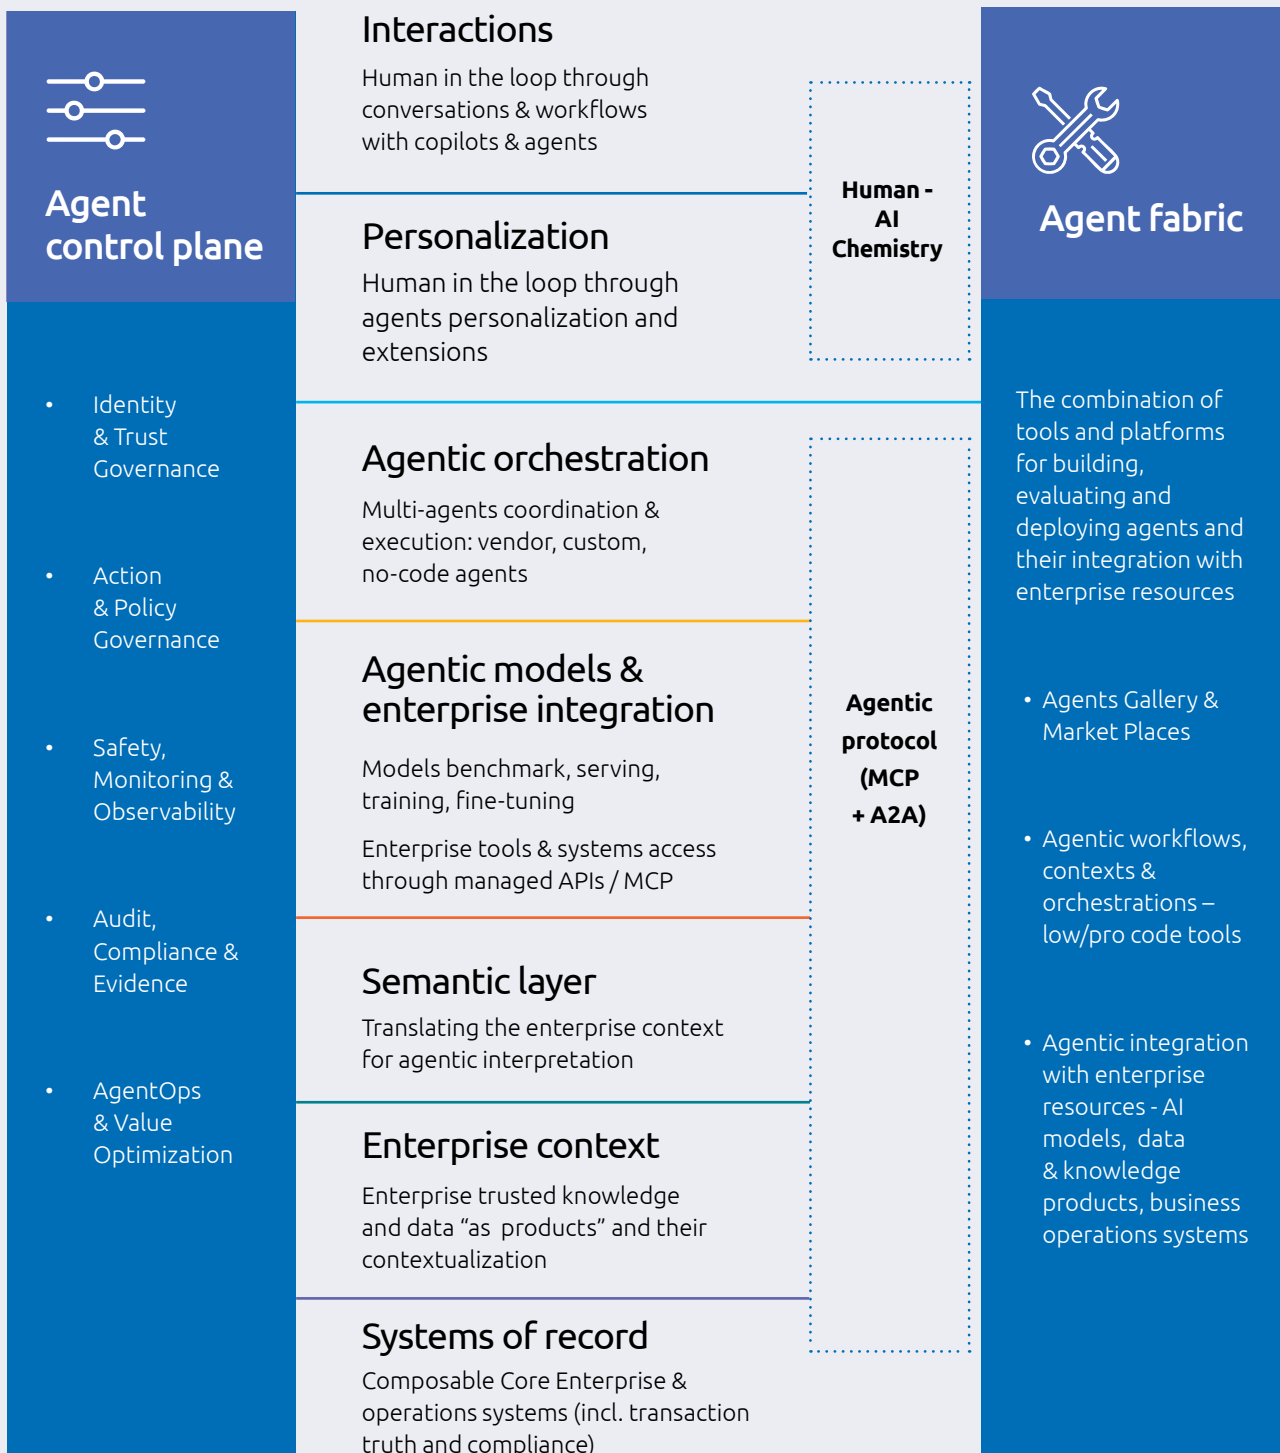 Agent
control plane
• Identity
& Trust
Governance
• Action
& Policy
Governance
• Safety,
Monitoring &
Observability
• Audit,
Compliance &
Evidence
• AgentOps
& Value
Optimization
Interactions
Human in the loop through
conversations & workflows
with copilots & agents
Personalization
Human in the loop through
agents personalization and
extensions
Human -
AI
Chemistry
Agentic orchestration
Multi-agents coordination &
execution: vendor, custom,
no-code agents
Agentic models &
enterprise integration
Models benchmark, serving,
training, fine-tuning
Enterprise tools & systems access
through managed APIs / MCP
Semantic layer
Translating the enterprise context
for agentic interpretation
Enterprise context
Enterprise trusted knowledge
and data “as products” and their
contextualization
Systems of record
Composable Core Enterprise &
operations systems (incl. transaction
truth and compliance)
Agentic
protocol
(MCP
+ A2A)
Agent fabric
The combination of
tools and platforms
for building,
evaluating and
deploying agents and
their integration with
enterprise resources
• Agents Gallery &
Market Places
• Agentic workflows,
contexts &
orchestrations –
low/pro code tools
• Agentic integration
with enterprise
resources - AI
models, data
& knowledge
products, business
operations systems